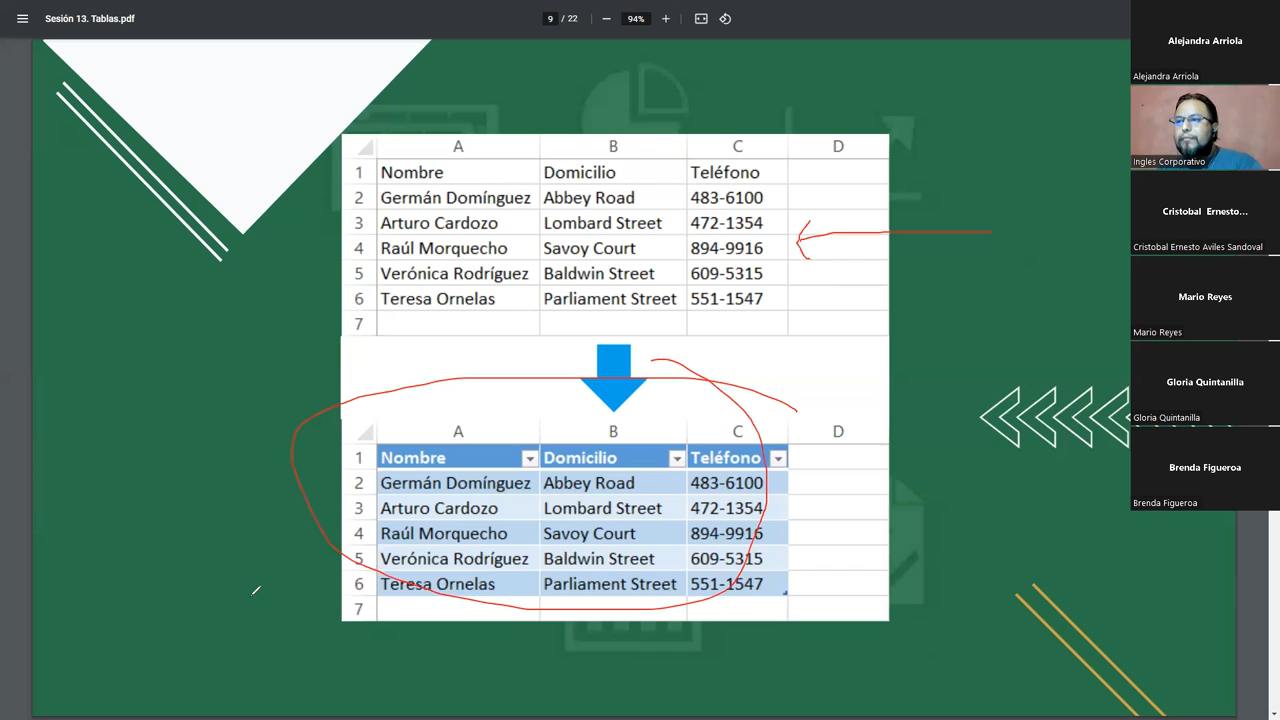 Sesión 13. Tablas.pdf
9 / 22
94%
A B C D
1 Nombre Domicilio Teléfono
2 Germán Domínguez Abbey Road 483-6100
3 Arturo Cardozo Lombard Street 472-1354
4 Raúl Morquecho Savoy Court 894-9916
5 Verónica Rodríguez Baldwin Street 609-5315
6 Teresa Ornelas Parliament Street 551-1547
7
A B C D
1 Nombre Domicilio Teléfono
2 Germán Domínguez Abbey Road 483-6100
3 Arturo Cardozo Lombard Street 472-1354
4 Raúl Morquecho Savoy Court 894-9916
5 Verónica Rodríguez Baldwin Street 609-5315
6 Teresa Ornelas Parliament Street 551-1547
7
Alejandra Arriola
Alejandra Arriola
Ingles Corporativo
Cristobal Ernesto...
Cristobal Ernesto Aviles Sandoval
Mario Reyes
Mario Reyes
Gloria Quintanilla
Gloria Quintanilla
Brenda Figueroa
Brenda Figueroa